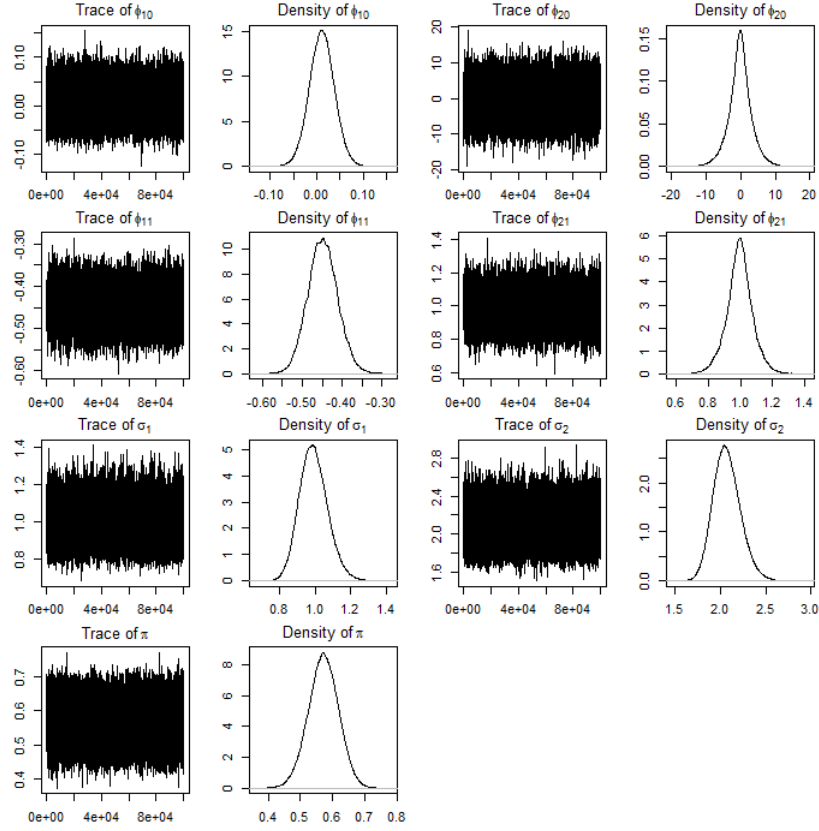 Trace of ϕ10 Density of ϕ10 Trace of ϕ20 Density of ϕ20
-0.10 0.00 0.10
0 5 10 15
-20 -10 0 10 20
0.00 0.05 0.10 0.15
0e+00 4e+04 8e+04 -0.10 0.00 0.10 0e+00 4e+04 8e+04 -20 -10 0 10 20
Trace of ϕ11 Density of ϕ11 Trace of ϕ21 Density of ϕ21
-0.60 -0.50 -0.40 -0.30
0 2 4 6 8 10
0.6 0.8 1.0 1.2 1.4
0 1 2 3 4 5 6
0e+00 4e+04 8e+04 -0.60 -0.50 -0.40 -0.30 0e+00 4e+04 8e+04 0.6 0.8 1.0 1.2 1.4
Trace of σ1 Density of σ1 Trace of σ2 Density of σ2
0.8 1.0 1.2 1.4
0 1 2 3 4 5
1.6 2.0 2.4 2.8
0.0 1.0 2.0
0e+00 4e+04 8e+04 0.8 1.0 1.2 1.4 0e+00 4e+04 8e+04 1.5 2.0 2.5 3.0
Trace of π Density of π
0.4 0.5 0.6 0.7
0 2 4 6 8
0e+00 4e+04 8e+04 0.4 0.5 0.6 0.7 0.8